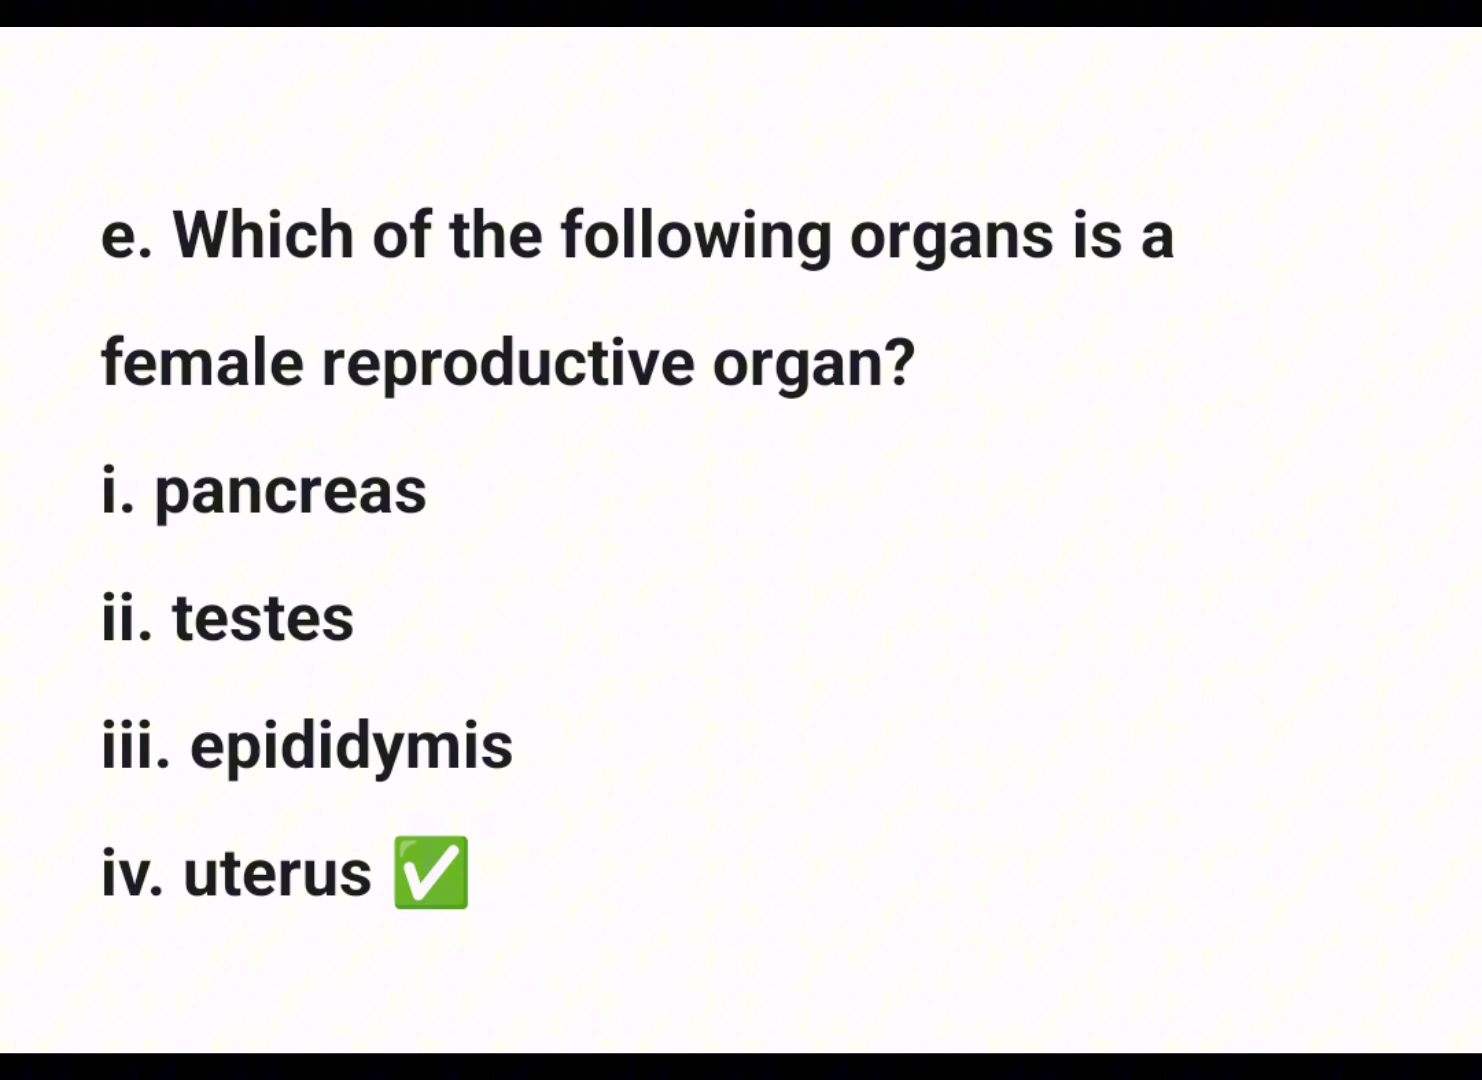 e. Which of the following organs is a
female reproductive organ?
i. pancreas
ii. testes
iii. epididymis
iv. uterus ✅